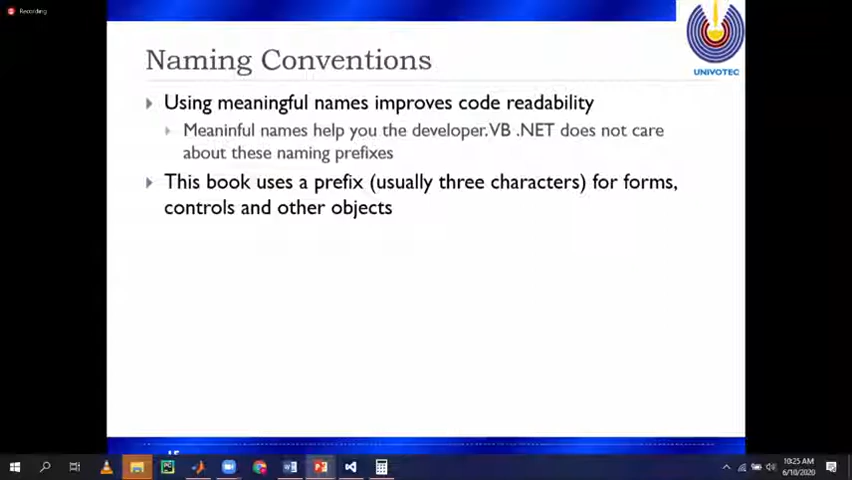 Recording
UNIVOTEC
Naming Conventions
Using meaningful names improves code readability
Meaninful names help you the developer. VB .NET does not care
about these naming prefixes
This book uses a prefix (usually three characters) for forms,
controls and other objects
10:25 AM
6/10/2020